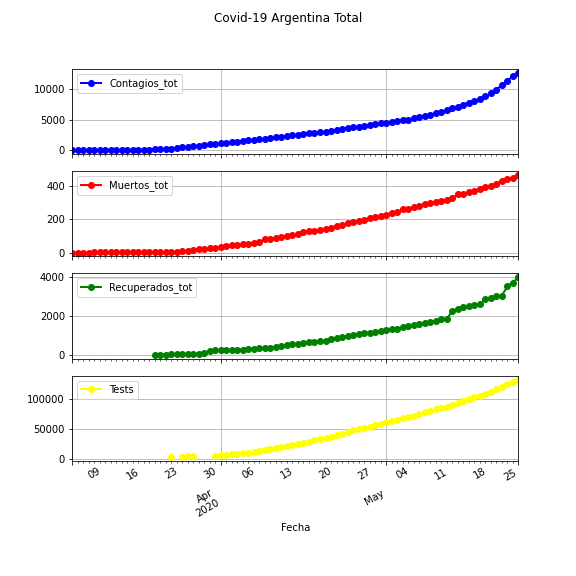 Covid-19 Argentina Total
Contagios_tot
10000
5000
0
Muertos_tot
400
200
0
Recuperados_tot
4000
2000
0
Tests
100000
50000
0
09 16 23 30 06 13 20 27 04 11 18 25
Apr May
2020
Fecha